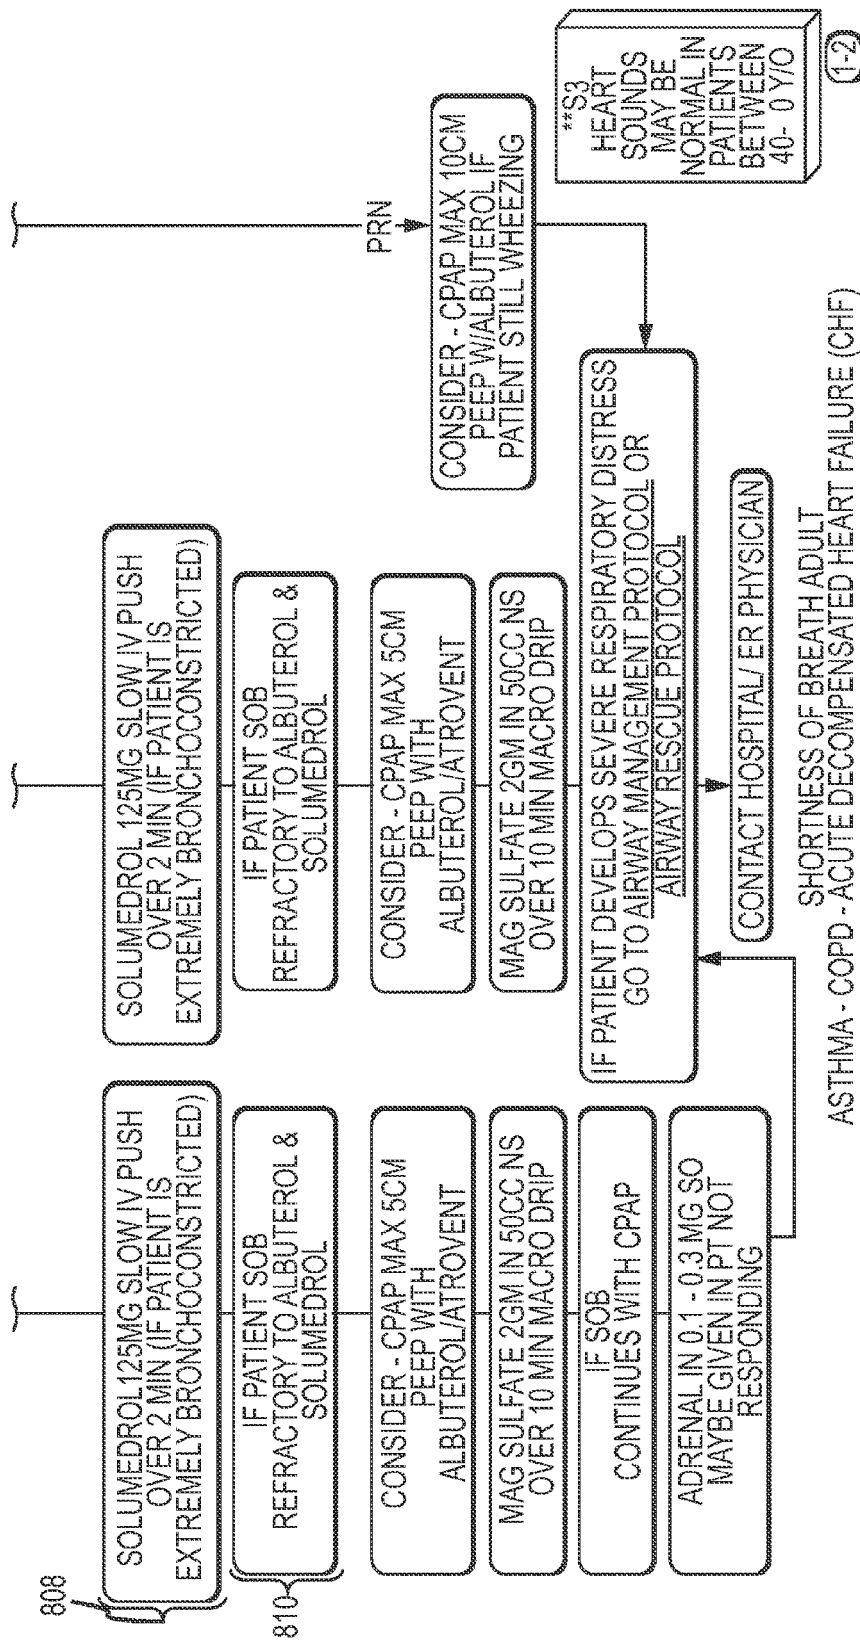 808
SOLUMEDROL125MG SLOW IV PUSH
OVER 2 MIN (IF PATIENT IS
EXTREMELY BRONCHOCONSTRICTED)
810
IF PATIENT SOB
REFRACTORY TO ALBUTEROL &
SOLUMEDROL
CONSIDER - CPAP MAX 5CM
PEEP WITH
ALBUTEROL/ATROVENT
MAG SULFATE 2GM IN 50CC NS
OVER 10 MIN MACRO DRIP
IF SOB
CONTINUES WITH CPAP
ADRENAL IN 0.1 - 0.3 MG SO
MAYBE GIVEN IN PT NOT
RESPONDING
SOLUMEDROL 125MG SLOW IV PUSH
OVER 2 MIN (IF PATIENT IS
EXTREMELY BRONCHOCONSTRICTED)
IF PATIENT SOB
REFRACTORY TO ALBUTEROL &
SOLUMEDROL
CONSIDER - CPAP MAX 5CM
PEEP WITH
ALBUTEROL/ATROVENT
MAG SULFATE 2GM IN 50CC NS
OVER 10 MIN MACRO DRIP
PRN
CONSIDER - CPAP MAX 10CM
PEEP W/ALBUTEROL IF
PATIENT STILL WHEEZING
IF PATIENT DEVELOPS SEVERE RESPIRATORY DISTRESS
GO TO AIRWAY MANAGEMENT PROTOCOL OR
AIRWAY RESCUE PROTOCOL
CONTACT HOSPITAL/ ER PHYSICIAN
**S3
HEART
SOUNDS
MAY BE
NORMAL IN
PATIENTS
BETWEEN
40- 0 Y/O
1-2
SHORTNESS OF BREATH ADULT
ASTHMA - COPD - ACUTE DECOMPENSATED HEART FAILURE (CHF)